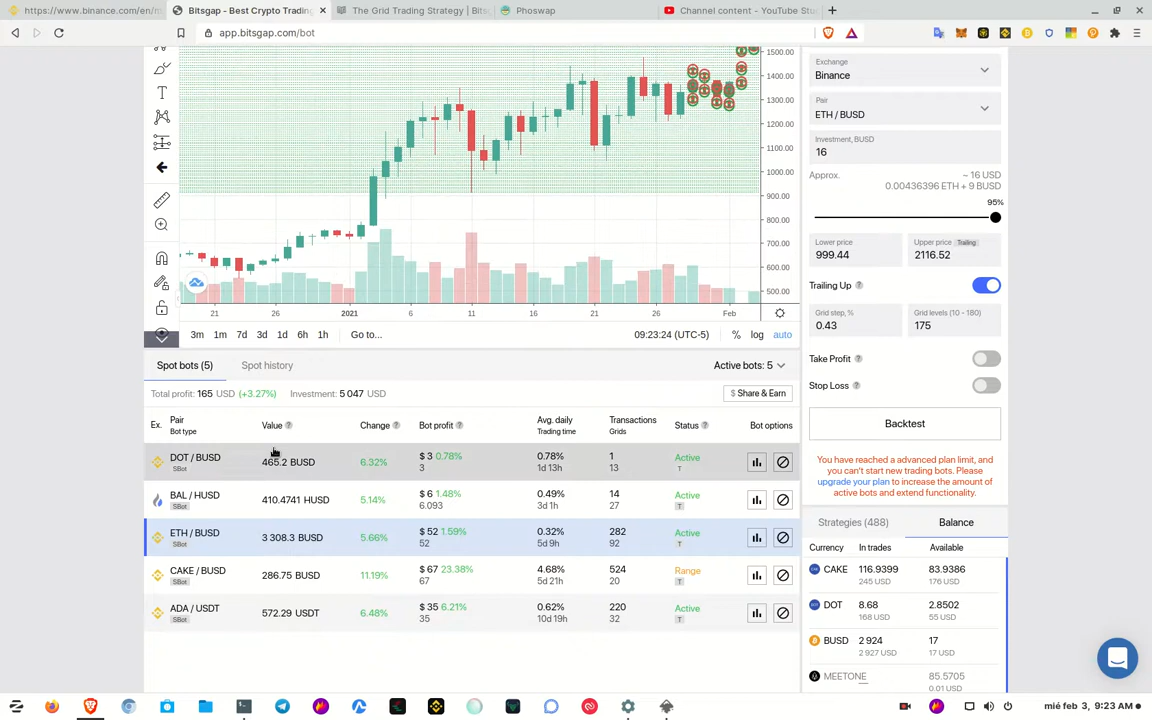 https://www.binance.com/en/m
Bitsgap - Best Crypto Trading
The Grid Trading Strategy | Bits
Phoswap
Channel content - YouTube Stu
app.bitsgap.com/bot
1500.00
1400.00
1300.00
1200.00
1100.00
1000.00
900.00
800.00
700.00
600.00
500.00
21
26
2021
6
11
16
21
26
Feb
3m 1m 7d 3d 1d 6h 1h Go to...
09:23:24 (UTC-5) % log auto
Spot bots (5) Spot history
Active bots: 5
Total profit: 165 USD (+3.27%) Investment: 5 047 USD
$ Share & Earn
Ex. Pair Value Change Bot profit Avg. daily Transactions Status Bot options
Bot type Trading time Grids
DOT / BUSD 465.2 BUSD 6.32% $ 3 0.78% 0.78% 1 Active
SBot 3 1d 13h 13 T
BAL / HUSD 410.4741 HUSD 5.14% $ 6 1.48% 0.49% 14 Active
SBot 6.093 3d 1h 27 T
ETH / BUSD 3 308.3 BUSD 5.66% $ 52 1.59% 0.32% 282 Active
SBot 52 5d 9h 92 T
CAKE / BUSD 286.75 BUSD 11.19% $ 67 23.38% 4.68% 524 Range
SBot 67 5d 21h 20 T
ADA / USDT 572.29 USDT 6.48% $ 35 6.21% 0.62% 220 Active
SBot 35 10d 19h 32 T
Exchange
Binance
Pair
ETH / BUSD
Investment, BUSD
16
Approx. ~ 16 USD
0.00436396 ETH + 9 BUSD
95%
Lower price Upper price Trailing
999.44 2116.52
Trailing Up
Grid step, % Grid levels (10 - 180)
0.43 175
Take Profit
Stop Loss
Backtest
You have reached a advanced plan limit, and
you can't start new trading bots. Please
upgrade your plan to increase the amount of
active bots and extend functionality.
Strategies (488) Balance
Currency In trades Available
CAKE 116.9399 83.9386
245 USD 176 USD
DOT 8.68 2.8502
168 USD 55 USD
BUSD 2 924 17
2 927 USD 17 USD
MEETONE 85.5705
0.01 USD
mié feb 3, 9:23 AM